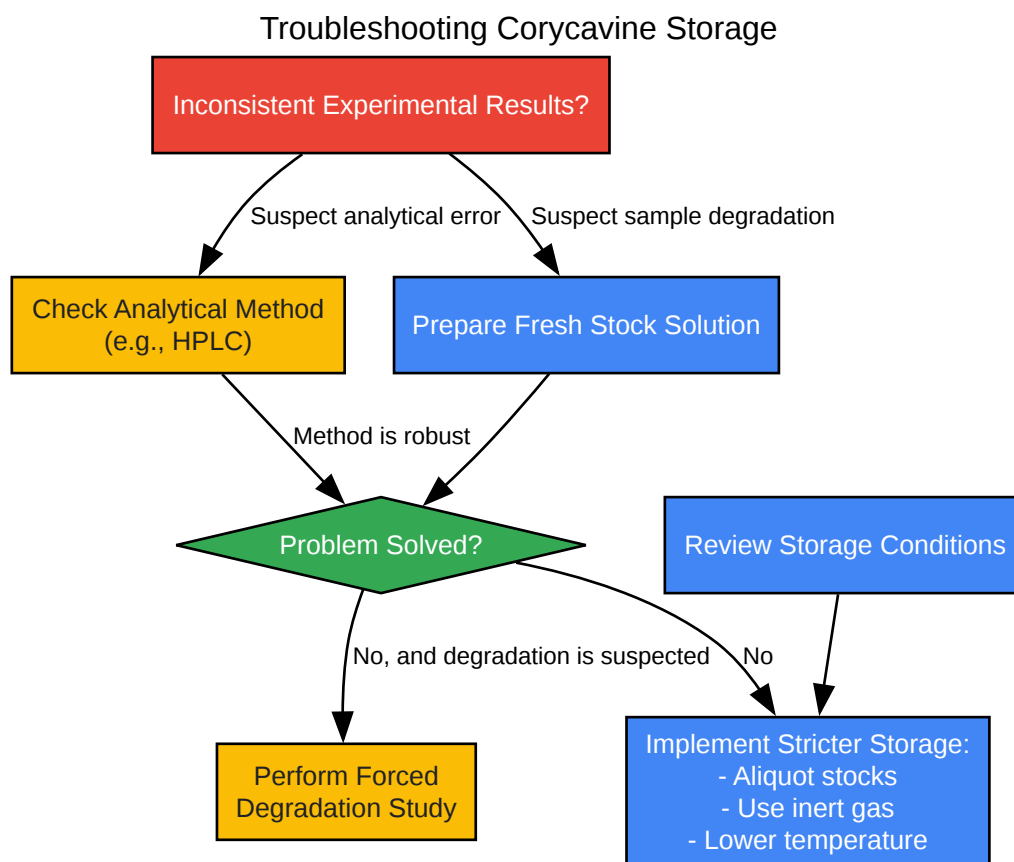 Troubleshooting Corycavine Storage
Inconsistent Experimental Results?
Suspect analytical error
Suspect sample degradation
Check Analytical Method
(e.g., HPLC)
Prepare Fresh Stock Solution
Method is robust
Problem Solved?
Review Storage Conditions
No, and degradation is suspected
No
Perform Forced
Degradation Study
Implement Stricter Storage:
- Aliquot stocks
- Use inert gas
- Lower temperature